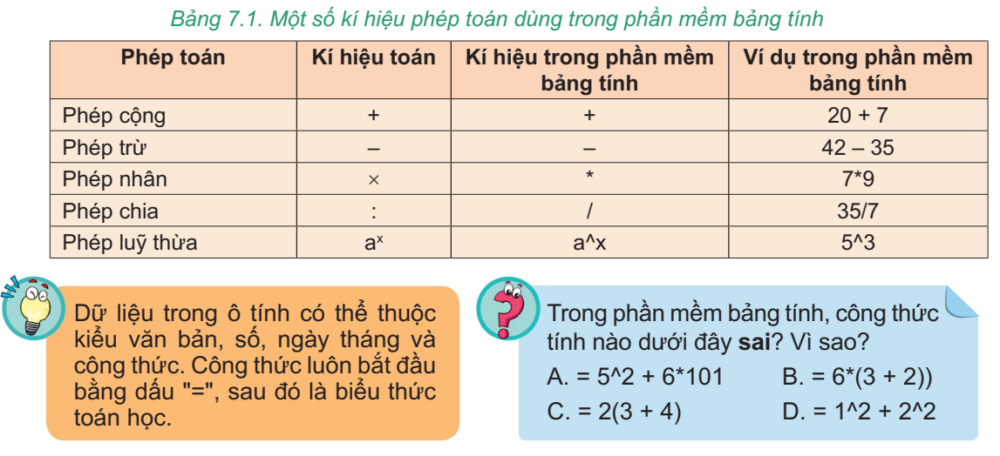 Bảng 7.1. Một số kí hiệu phép toán dùng trong phần mềm bảng tính
Phép toán Kí hiệu toán Kí hiệu trong phần mềm bảng tính Ví dụ trong phần mềm bảng tính
Phép cộng + + 20 + 7
Phép trừ – – 42 – 35
Phép nhân × * 7*9
Phép chia : / 35/7
Phép luỹ thừa aˣ a^x 5^3
Dữ liệu trong ô tính có thể thuộc
kiểu văn bản, số, ngày tháng và
công thức. Công thức luôn bắt đầu
bằng dấu "=", sau đó là biểu thức
toán học.
Trong phần mềm bảng tính, công thức
tính nào dưới đây sai? Vì sao?
A. = 5^2 + 6*101 B. = 6*(3 + 2))
C. = 2(3 + 4) D. = 1^2 + 2^2